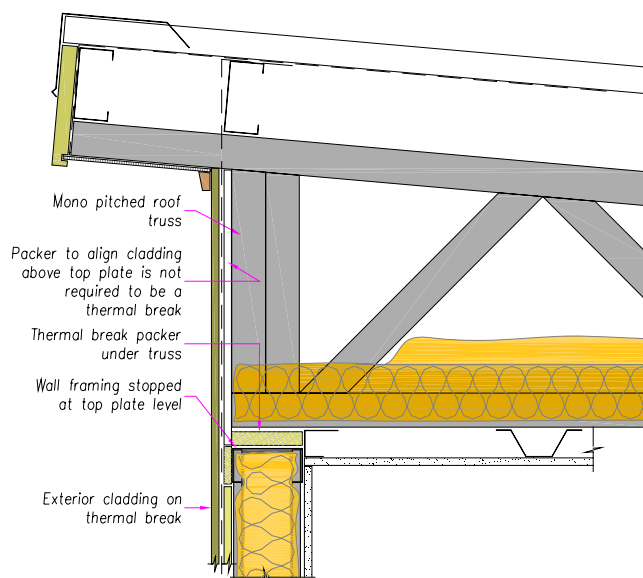 Mono pitched roof
truss
Packer to align cladding
above top plate is not
required to be a
thermal break
Thermal break packer
under truss
Wall framing stopped
at top plate level
Exterior cladding on
thermal break